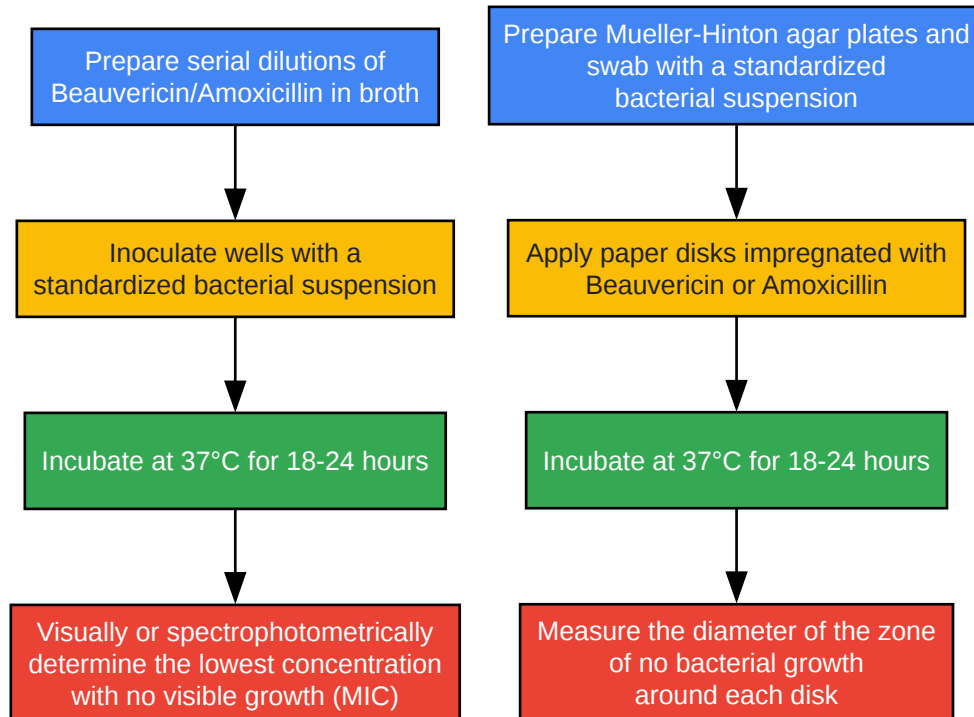 Prepare serial dilutions of
Beauvericin/Amoxicillin in broth
Inoculate wells with a
standardized bacterial suspension
Incubate at 37°C for 18-24 hours
Visually or spectrophotometrically
determine the lowest concentration
with no visible growth (MIC)
Prepare Mueller-Hinton agar plates and
swab with a standardized
bacterial suspension
Apply paper disks impregnated with
Beauvericin or Amoxicillin
Incubate at 37°C for 18-24 hours
Measure the diameter of the zone
of no bacterial growth
around each disk